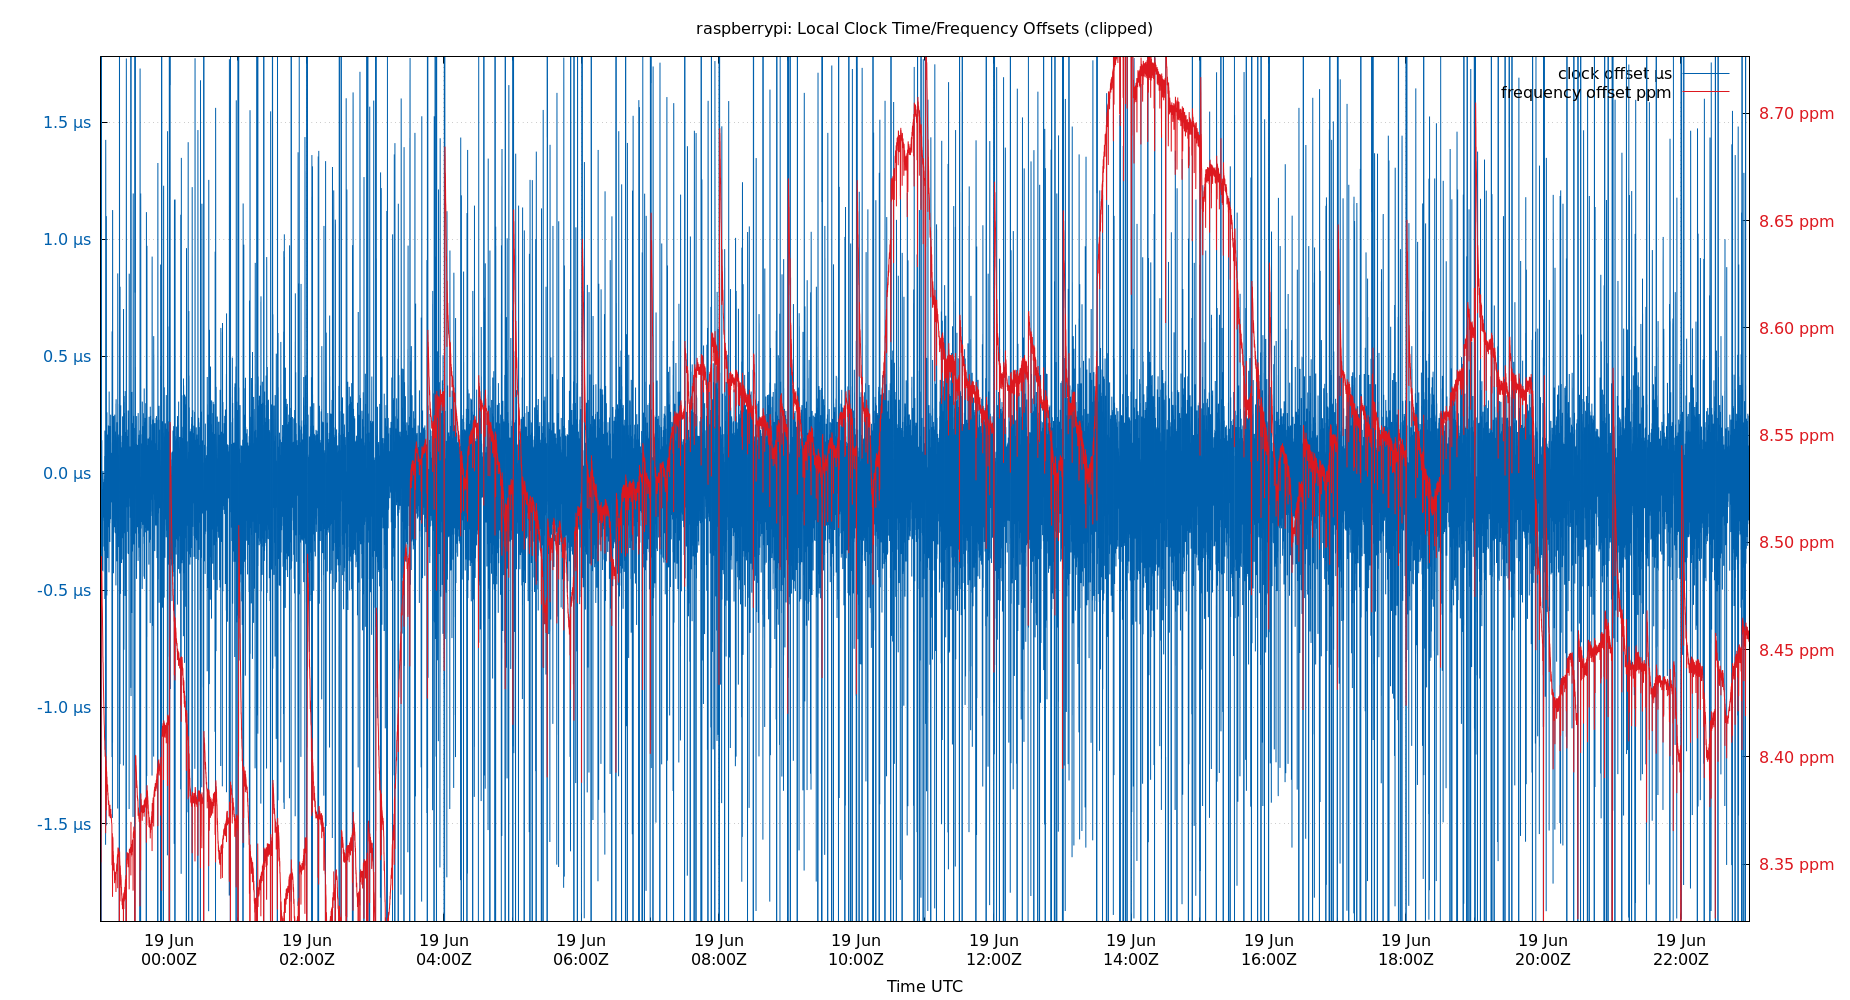 raspberrypi: Local Clock Time/Frequency Offsets (clipped)
clock offset µs
frequency offset ppm
1.5 µs
1.0 µs
0.5 µs
0.0 µs
-0.5 µs
-1.0 µs
-1.5 µs
8.70 ppm
8.65 ppm
8.60 ppm
8.55 ppm
8.50 ppm
8.45 ppm
8.40 ppm
8.35 ppm
19 Jun 19 Jun 19 Jun 19 Jun 19 Jun 19 Jun 19 Jun 19 Jun 19 Jun 19 Jun 19 Jun 19 Jun
00:00Z 02:00Z 04:00Z 06:00Z 08:00Z 10:00Z 12:00Z 14:00Z 16:00Z 18:00Z 20:00Z 22:00Z
Time UTC